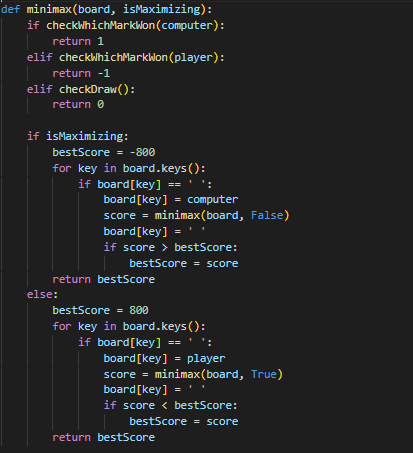 def minimax(board, isMaximizing):
    if checkWhichMarkWon(computer):
        return 1
    elif checkWhichMarkWon(player):
        return -1
    elif checkDraw():
        return 0

    if isMaximizing:
        bestScore = -800
        for key in board.keys():
            if board[key] == ' ':
                board[key] = computer
                score = minimax(board, False)
                board[key] = ' '
                if score > bestScore:
                    bestScore = score
        return bestScore
    else:
        bestScore = 800
        for key in board.keys():
            if board[key] == ' ':
                board[key] = player
                score = minimax(board, True)
                board[key] = ' '
                if score < bestScore:
                    bestScore = score
        return bestScore